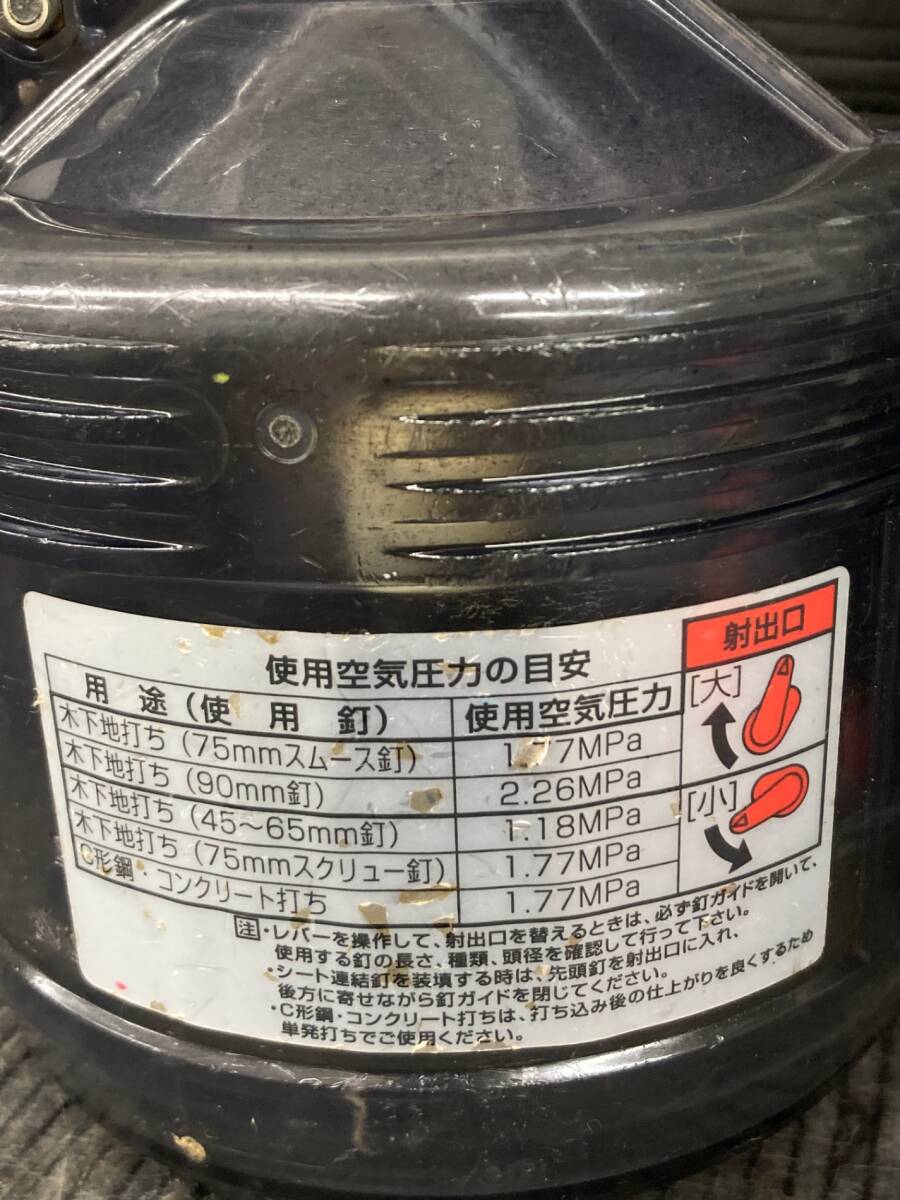 使用空気圧力の目安
射出口
用途(使用釘) 使用空気圧力
木下地打ち(75mmスムース釘) 1.77MPa
[大]
木下地打ち(90mm釘) 2.26MPa
木下地打ち(45～65mm釘) 1.18MPa
[小]
木下地打ち(75mmスクリュー釘) 1.77MPa
C形鋼・コンクリート打ち 1.77MPa
注・レバーを操作して、射出口を替えるときは、必ず釘ガイドを開いて、
使用する釘の長さ、種類、頭径を確認して行って下さい。
・シート連結釘を装填する時は、先頭釘を射出口に入れ、
後方に寄せながら釘ガイドを閉じてください。
・C形鋼・コンクリート打ちは、打ち込み後の仕上がりを良くするため
単発打ちでご使用ください。